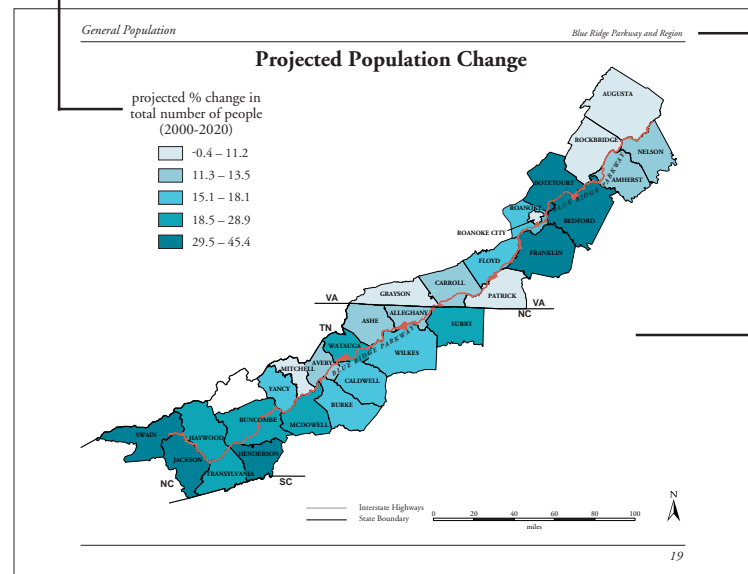 General Population
Blue Ridge Parkway and Region
Projected Population Change
projected % change in
total number of people
(2000-2020)
-0.4 – 11.2
11.3 – 13.5
15.1 – 18.1
18.5 – 28.9
29.5 – 45.4
AUGUSTA
ROCKBRIDGE
NELSON
AMHERST
BOTETOURT
BLUE RIDGE PARKWAY
ROANOKE
BEDFORD
ROANOKE CITY
FRANKLIN
FLOYD
CARROLL
PATRICK
GRAYSON
VA
VA
NC
ALLEGHANY
ASHE
SURRY
TN
WATAUGA
BLUE RIDGE PARKWAY
WILKES
AVERY
MITCHELL
CALDWELL
YANCY
BURKE
BUNCOMBE
MCDOWELL
SWAIN
HAYWOOD
HENDERSON
JACKSON
TRANSYLVANIA
NC
SC
Interstate Highways
State Boundary
0 20 40 60 80 100
miles
N
19